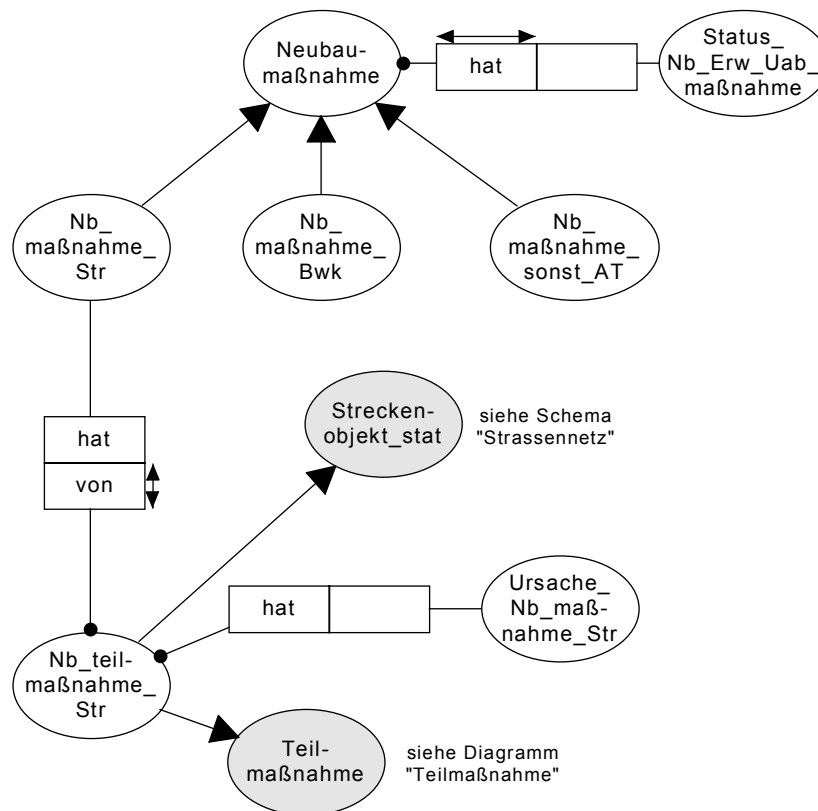 Neubau-
maßnahme
hat
Status_
Nb_Erw_Uab_
maßnahme
Nb_
maßnahme_
Str
Nb_
maßnahme_
Bwk
Nb_
maßnahme_
sonst_AT
hat
von
Strecken-
objekt_stat
siehe Schema
"Strassennetz"
hat
Ursache_
Nb_maß-
nahme_Str
Nb_teil-
maßnahme_
Str
Teil-
maßnahme
siehe Diagramm
"Teilmaßnahme"